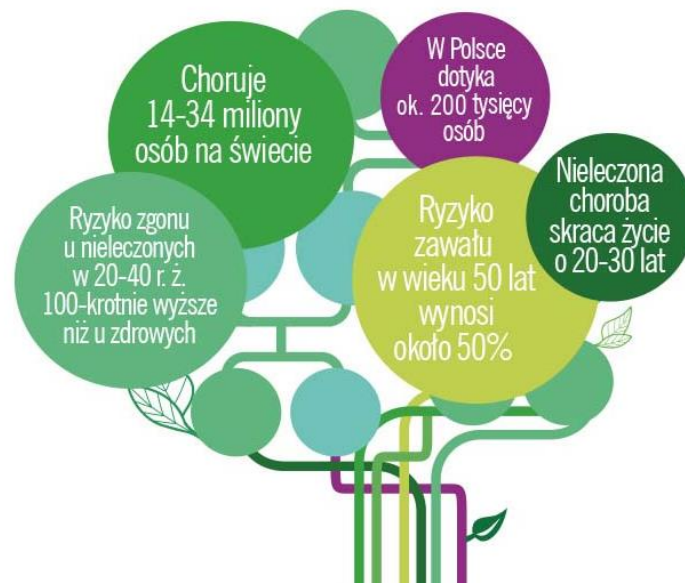 Choruje
14-34 miliony
osób na świecie
W Polsce
dotyka
ok. 200 tysięcy
osób
Nieleczona
choroba
skraca życie
o 20-30 lat
Ryzyko zgonu
u nieleczonych
w 20-40 r. ż.
100-krotnie wyższe
niż u zdrowych
Ryzyko
zawału
w wieku 50 lat
wynosi
około 50%